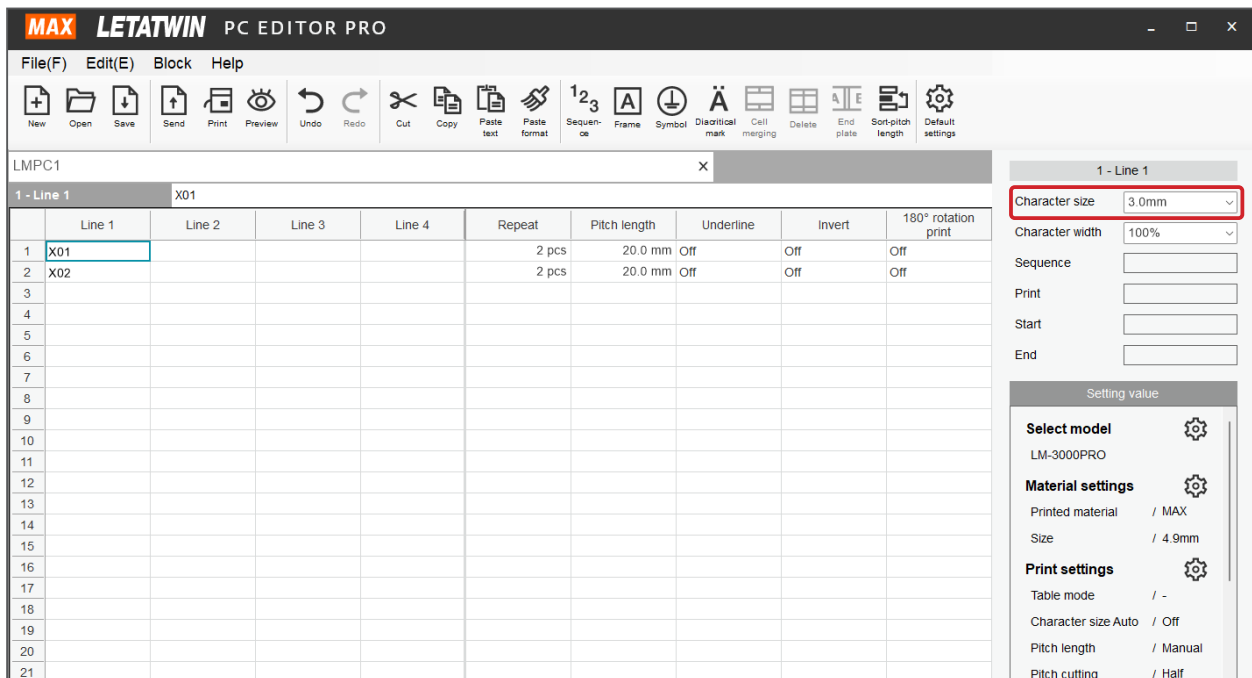 MAX LETATWIN PC EDITOR PRO
File(F) Edit(E) Block Help
New Open Save Send Print Preview Undo Redo Cut Copy Paste text Paste format Sequen-ce Frame Symbol Diacritical mark Cell merging Delete End plate Sort-pitch length Default settings
LMPC1 X
1 - Line 1 X01
Line 1 Line 2 Line 3 Line 4 Repeat Pitch length Underline Invert 180° rotation print
1 X01 2 pcs 20.0 mm Off Off Off
2 X02 2 pcs 20.0 mm Off Off Off
3
4
5
6
7
8
9
10
11
12
13
14
15
16
17
18
19
20
21
1 - Line 1
Character size 3.0mm
Character width 100%
Sequence
Print
Start
End
Setting value
Select model
LM-3000PRO
Material settings
Printed material / MAX
Size / 4.9mm
Print settings
Table mode / -
Character size Auto / Off
Pitch length / Manual
Pitch cutting / Half